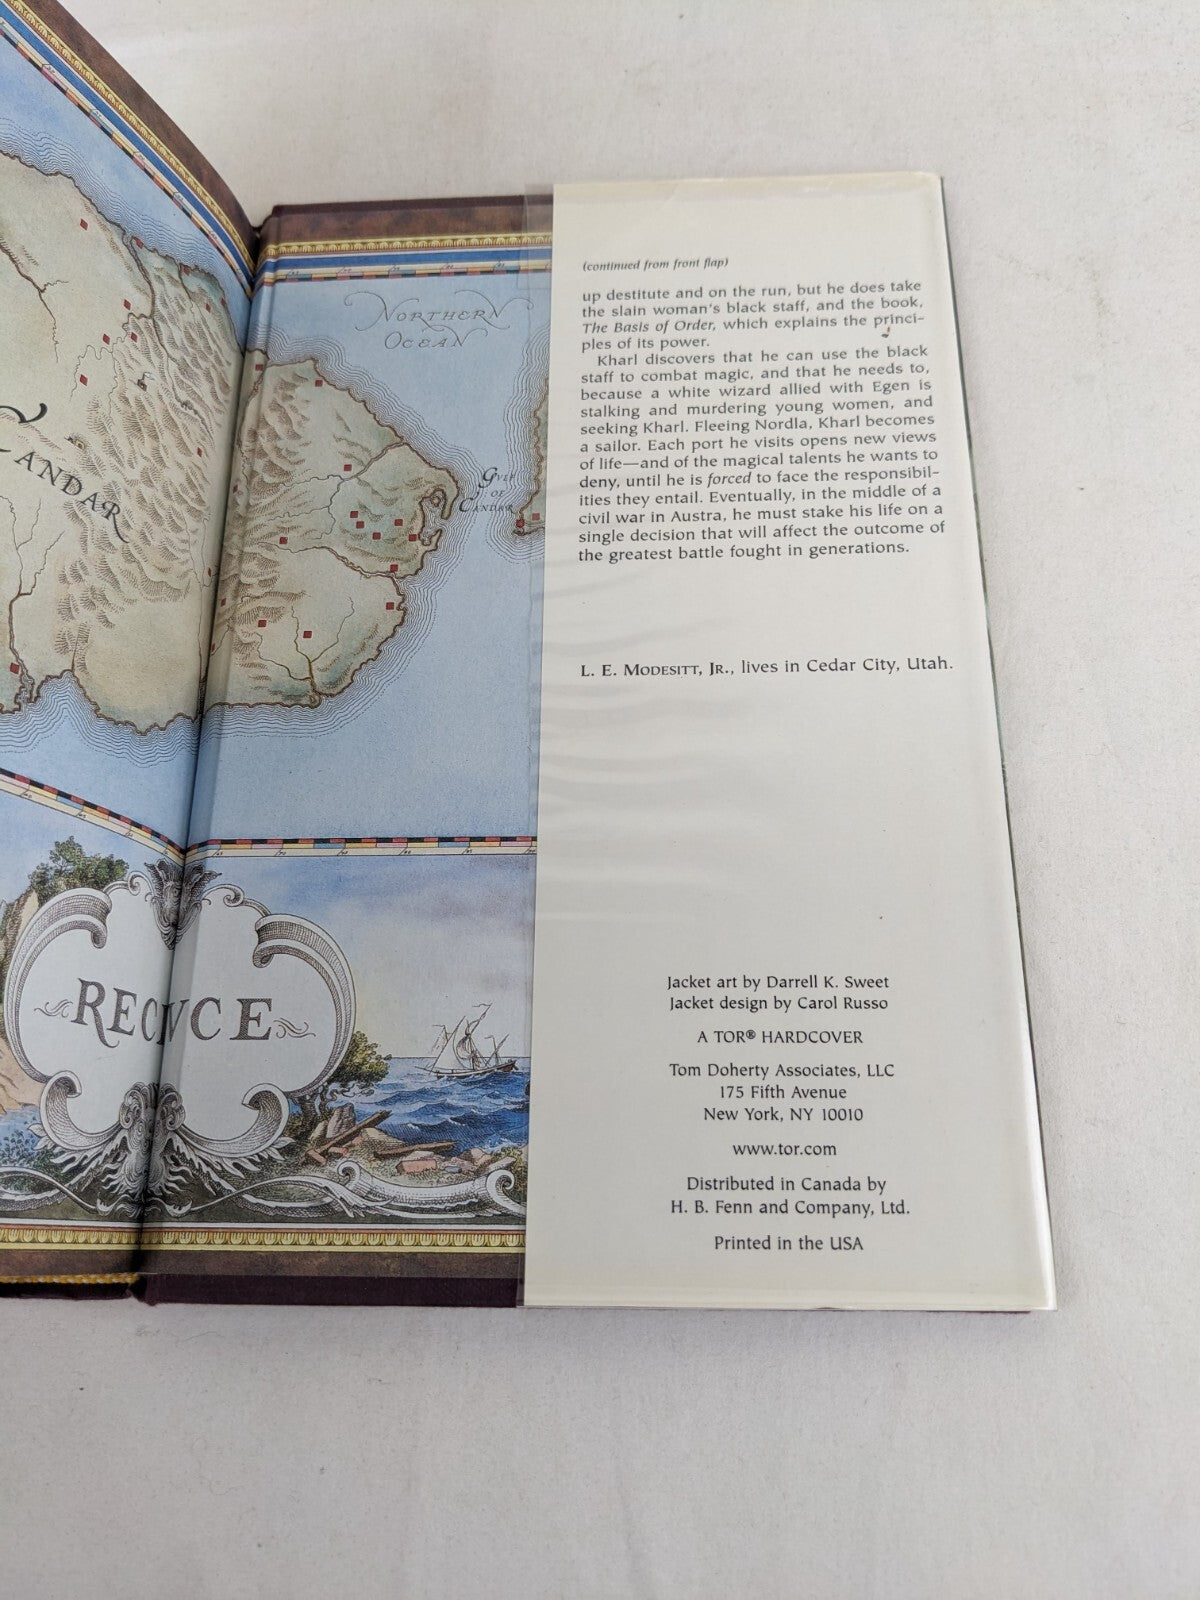 CANDAR
NORTHERN
OCEAN
GVLF
OF
CANDAR
RECLVCE
(continued from front flap)
up destitute and on the run, but he does take
the slain woman's black staff, and the book,
The Basis of Order, which explains the princi-
ples of its power.
Kharl discovers that he can use the black
staff to combat magic, and that he needs to,
because a white wizard allied with Egen is
stalking and murdering young women, and
seeking Kharl. Fleeing Nordla, Kharl becomes
a sailor. Each port he visits opens new views
of life—and of the magical talents he wants to
deny, until he is forced to face the responsibil-
ities they entail. Eventually, in the middle of a
civil war in Austra, he must stake his life on a
single decision that will affect the outcome of
the greatest battle fought in generations.
L. E. MODESITT, JR., lives in Cedar City, Utah.
Jacket art by Darrell K. Sweet
Jacket design by Carol Russo
A TOR® HARDCOVER
Tom Doherty Associates, LLC
175 Fifth Avenue
New York, NY 10010
www.tor.com
Distributed in Canada by
H. B. Fenn and Company, Ltd.
Printed in the USA